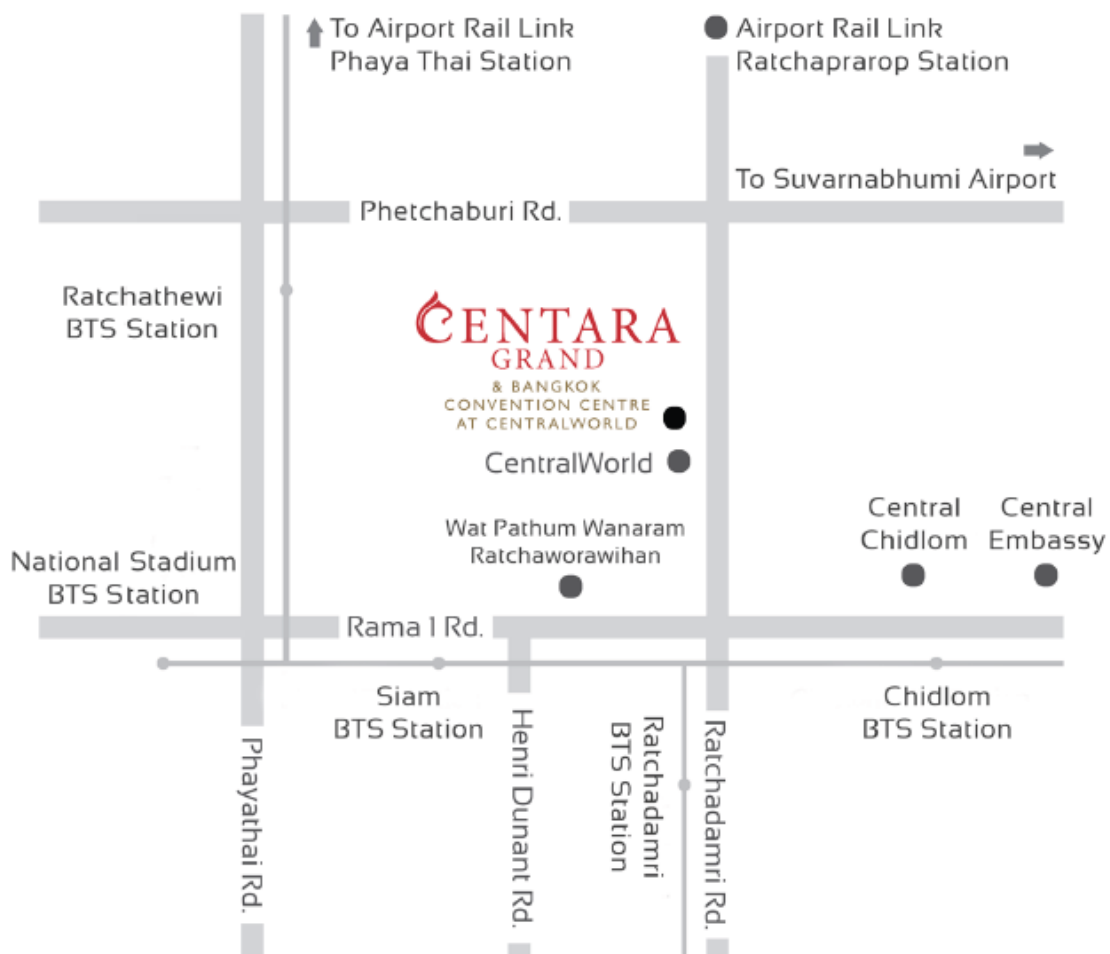 To Airport Rail Link
Phaya Thai Station
Airport Rail Link
Ratchaprarop Station
To Suvarnabhumi Airport
Phetchaburi Rd.
Ratchathewi
BTS Station
CENTARA
GRAND
& BANGKOK
CONVENTION CENTRE
AT CENTRALWORLD
CentralWorld
Wat Pathum Wanaram
Ratchaworawihan
Central
Chidlom
Central
Embassy
National Stadium
BTS Station
Rama 1 Rd.
Siam
BTS Station
Chidlom
BTS Station
Phayathai Rd.
Henri Dunant Rd.
Ratchadamri
BTS Station
Ratchadamri Rd.